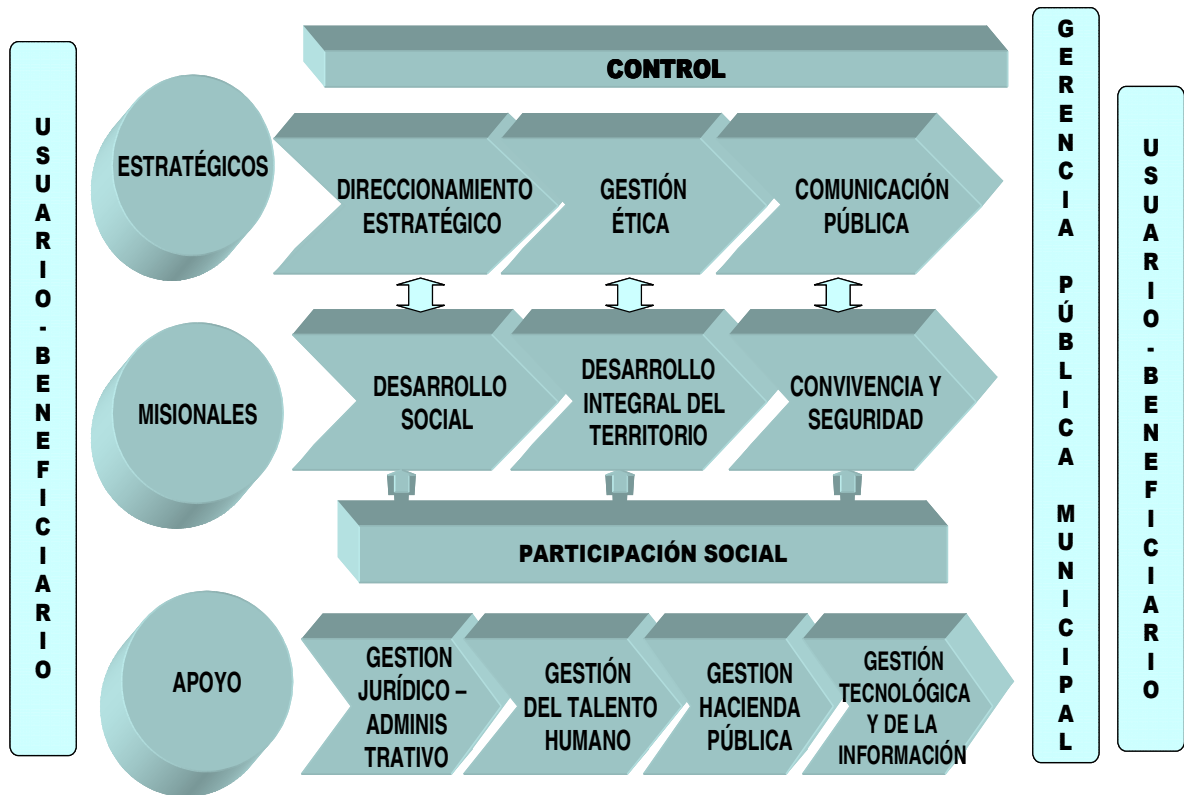 USUARIO-BENEFICIARIO
CONTROL
ESTRATÉGICOS
DIRECCIONAMIENTO
ESTRATÉGICO
GESTIÓN
ÉTICA
COMUNICACIÓN
PÚBLICA
MISIONALES
DESARROLLO
SOCIAL
DESARROLLO
INTEGRAL DEL
TERRITORIO
CONVIVENCIA Y
SEGURIDAD
PARTICIPACIÓN SOCIAL
APOYO
GESTION
JURÍDICO –
ADMINIS
TRATIVO
GESTIÓN
DEL TALENTO
HUMANO
GESTION
HACIENDA
PÚBLICA
GESTIÓN
TECNOLÓGICA
Y DE LA
INFORMACIÓN
GERENCIA PÚBLICA MUNICIPAL
USUARIO-BENEFICIARIO